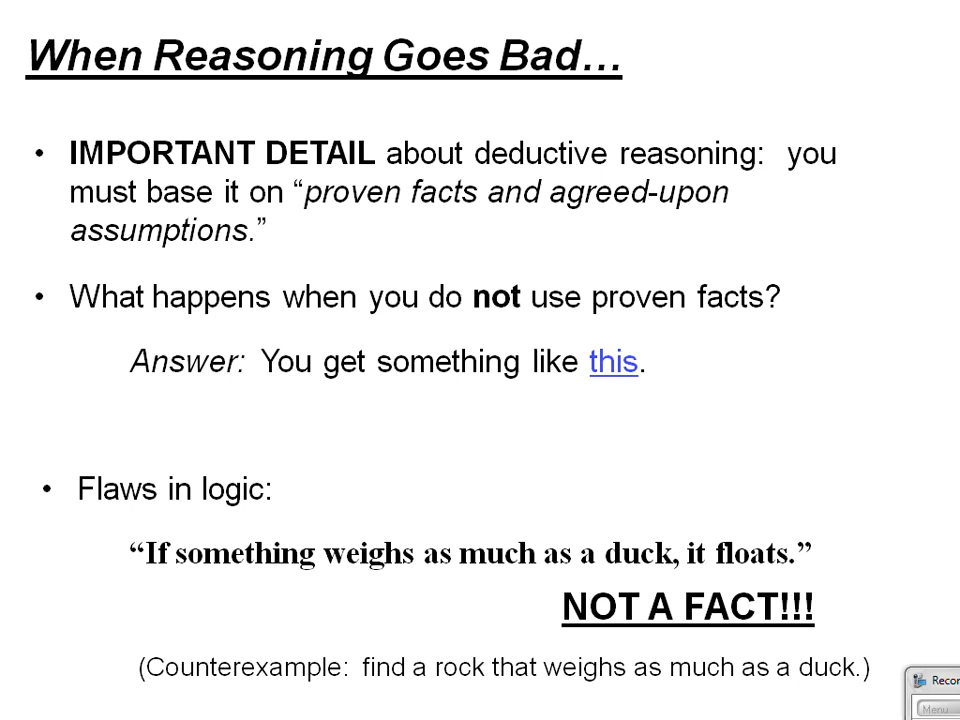 When Reasoning Goes Bad…
• IMPORTANT DETAIL about deductive reasoning: you
must base it on “proven facts and agreed-upon
assumptions.”
• What happens when you do not use proven facts?
Answer: You get something like this.
• Flaws in logic:
“If something weighs as much as a duck, it floats.”
NOT A FACT!!!
(Counterexample: find a rock that weighs as much as a duck.)
Recor
Menu